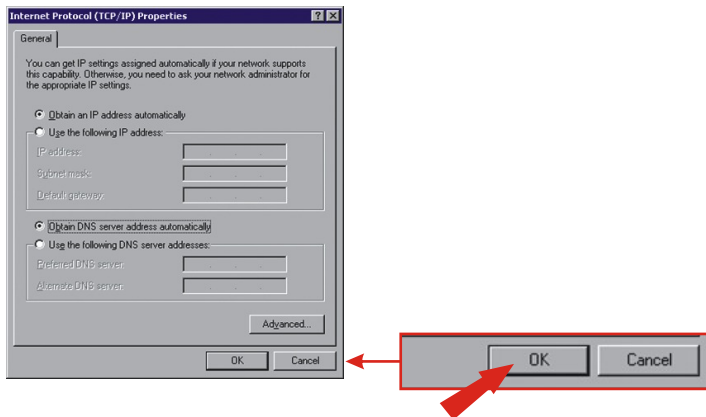 Internet Protocol (TCP/IP) Properties
General
You can get IP settings assigned automatically if your network supports
this capability. Otherwise, you need to ask your network administrator for
the appropriate IP settings.
Obtain an IP address automatically
Use the following IP address:
IP address:
Subnet mask:
Default gateway:
Obtain DNS server address automatically
Use the following DNS server addresses:
Preferred DNS server:
Alternate DNS server:
Advanced...
OK Cancel
OK Cancel